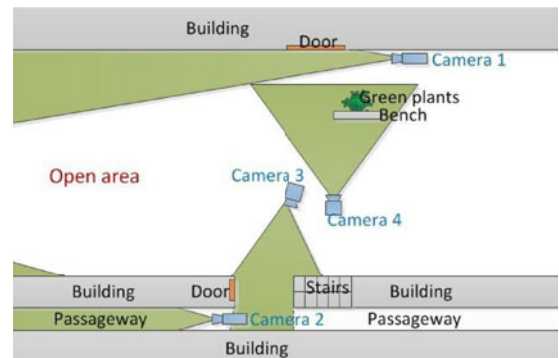 Building
Door
Camera 1
Green plants
Bench
Open area
Camera 3
Camera 4
Building
Door
Stairs
Building
Passageway
Camera 2
Passageway
Building